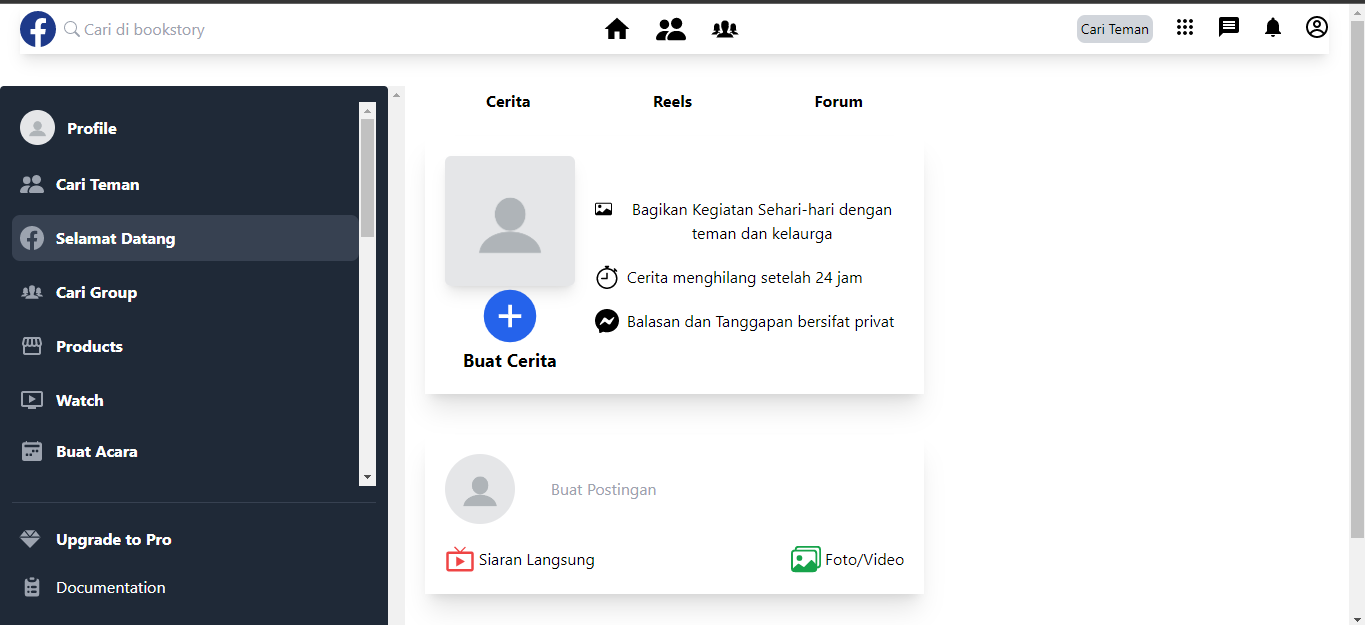 Cari di bookstory
Cari Teman
Profile
Cari Teman
Selamat Datang
Cari Group
Products
Watch
Buat Acara
Upgrade to Pro
Documentation
Cerita
Reels
Forum
Bagikan Kegiatan Sehari-hari dengan
teman dan kelaurga
Cerita menghilang setelah 24 jam
Balasan dan Tanggapan bersifat privat
Buat Cerita
Buat Postingan
Siaran Langsung
Foto/Video